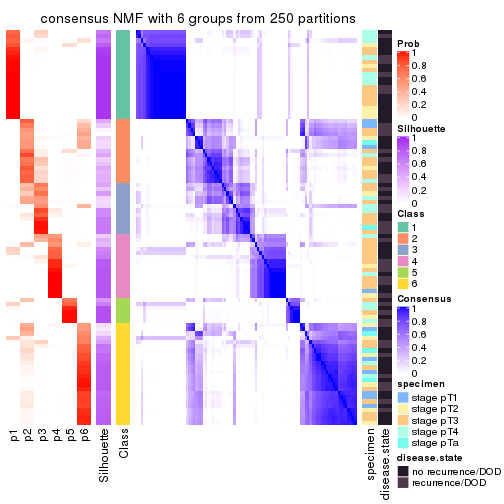 consensus NMF with 6 groups from 250 partitions
p1
p2
p3
p4
p5
p6
Silhouette
Class
specimen
disease.state
Prob
1
0.8
0.6
0.4
0.2
0
Silhouette
1
0.8
0.6
0.4
0.2
0
Class
1
2
3
4
5
6
Consensus
1
0.8
0.6
0.4
0.2
0
specimen
stage pT1
stage pT2
stage pT3
stage pT4
stage pTa
disease.state
no recurrence/DOD
recurrence/DOD